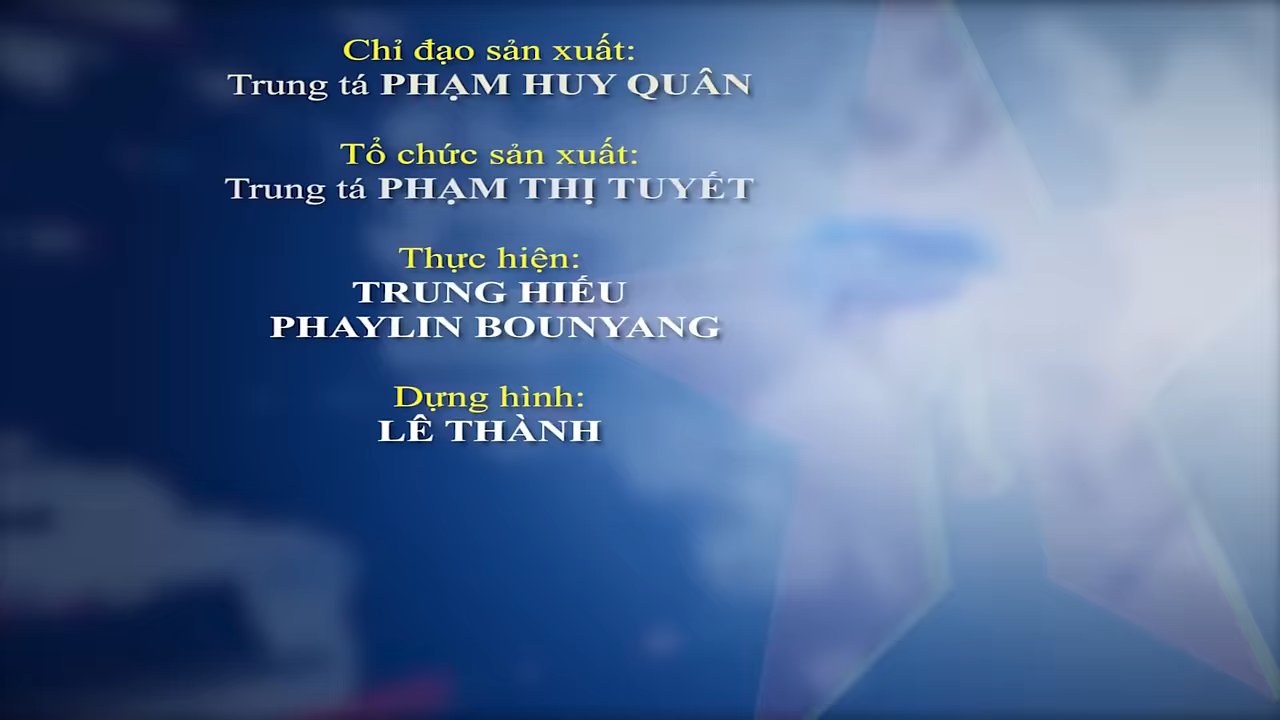 Chỉ đạo sản xuất:
Trung tá PHẠM HUY QUÂN
Tổ chức sản xuất:
Trung tá PHẠM THỊ TUYẾT
Thực hiện:
TRUNG HIẾU
PHAYLIN BOUNYANG
Dựng hình:
LÊ THÀNH